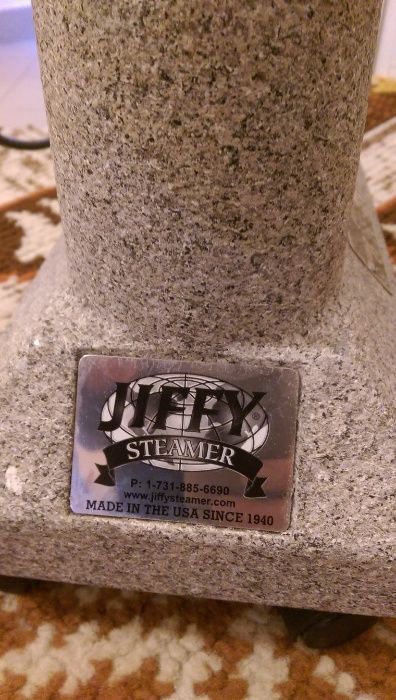 JIFFY®
STEAMER
P: 1-731-885-6690
www.jiffysteamer.com
MADE IN THE USA SINCE 1940